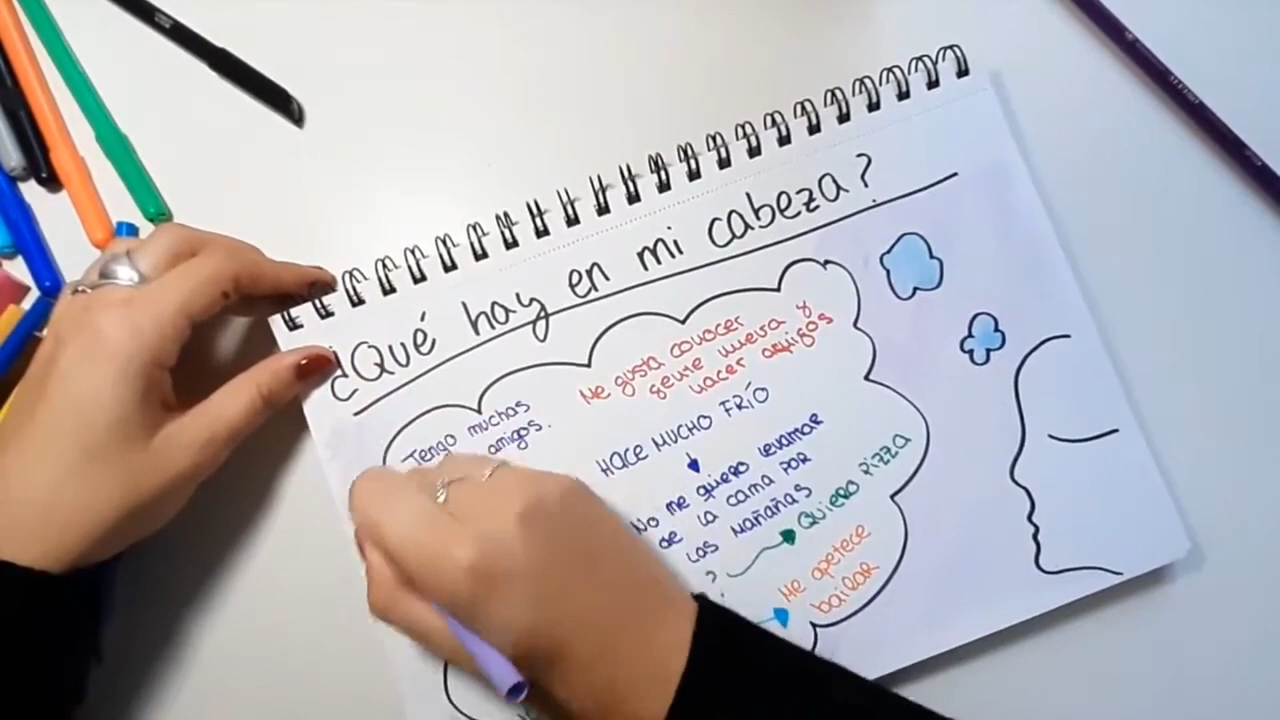 ¿Qué hay en mi cabeza?
Tengo muchas
amigos.
Me gusta conocer
gente nueva y
hacer amigos
HACE MUCHO FRÍO
No me quiero levantar
de la cama por
las mañañas
QUIERO PIZZA
?
Me apetece
bailar